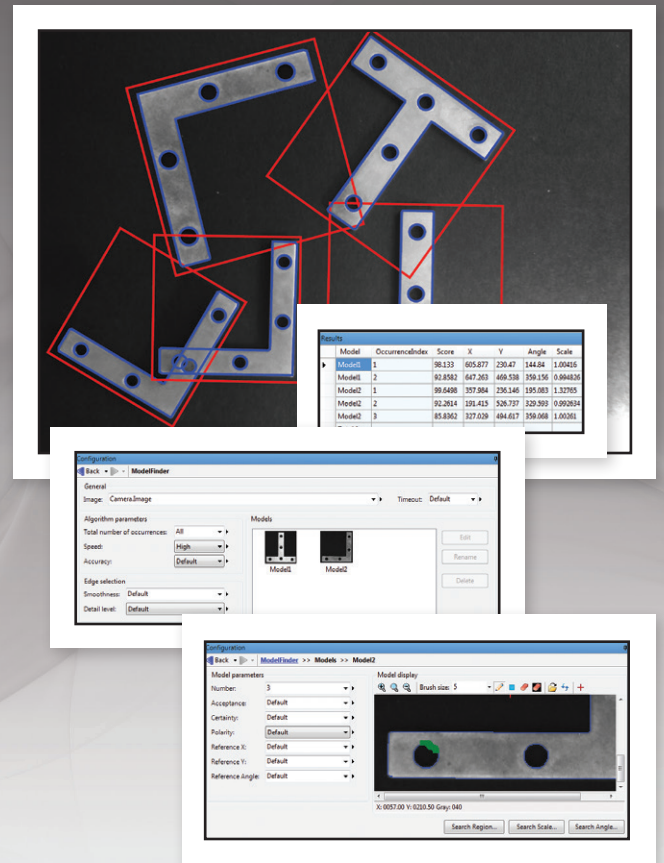 Results
Model OccurrenceIndex Score X Y Angle Scale
Model1 1 98.133 605.877 230.47 144.84 1.00416
Model1 2 92.8582 647.263 469.538 359.156 0.994826
Model2 1 99.6498 357.984 236.146 195.083 1.32765
Model2 2 92.2614 191.415 526.737 329.593 0.992634
Model2 3 85.8362 327.029 494.617 359.068 1.00261
Configuration
Back ModelFinder
General
Image: Camera.Image Timeout: Default
Algorithm parameters Models
Total number of occurrences: All
Speed: High
Accuracy: Default
Edge selection
Smoothness: Default
Detail level: Default
Model1 Model2
Edit
Rename
Delete
Configuration
Back ModelFinder >> Models >> Model2
Model parameters Model display
Number: 3 Brush size: 5
Acceptance: Default
Certainty: Default
Polarity: Default
Reference X: Default
Reference Y: Default
Reference Angle: Default
X: 0057.00 Y: 0210.50 Gray: 040
Search Region... Search Scale... Search Angle...